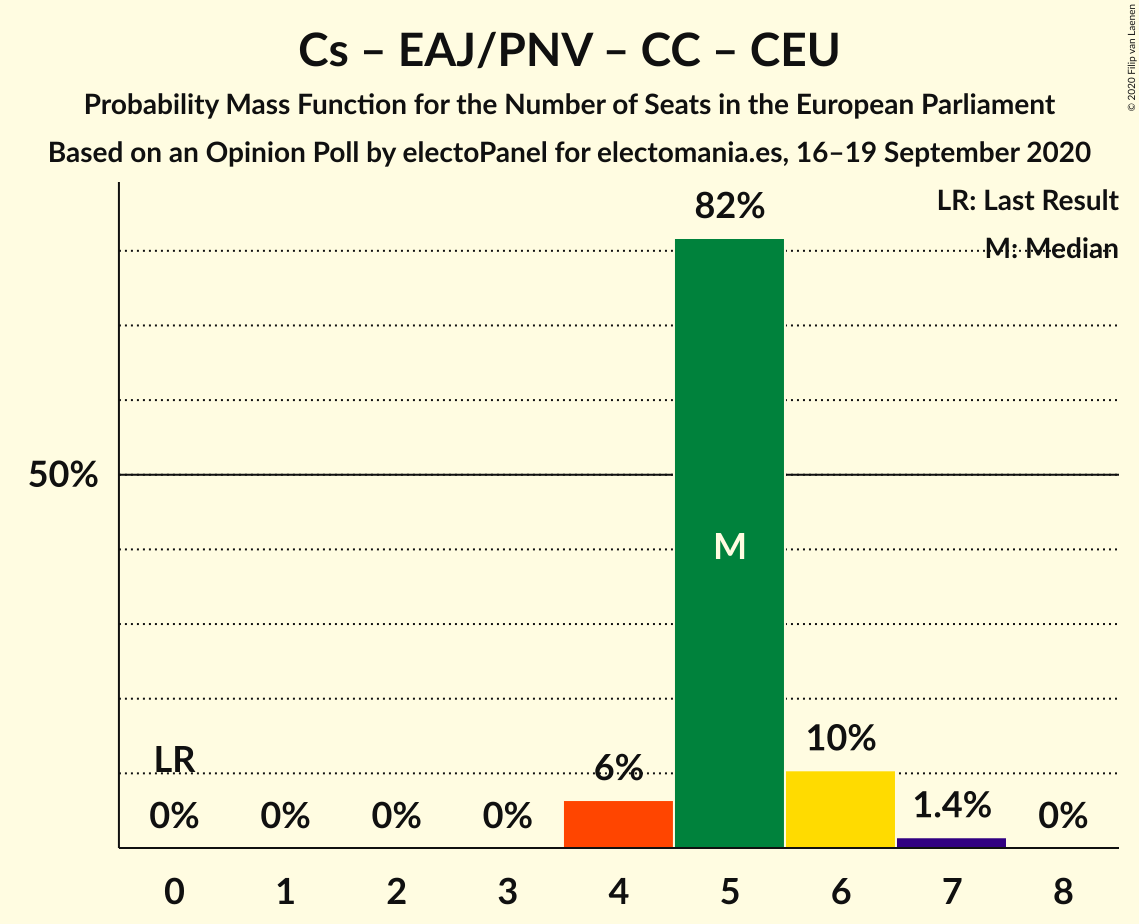 Cs – EAJ/PNV – CC – CEU
Probability Mass Function for the Number of Seats in the European Parliament
Based on an Opinion Poll by electoPanel for electomania.es, 16–19 September 2020
© 2020 Filip van Laenen
LR: Last Result
M: Median
82%
50%
M
LR
0%
0%
0%
0%
6%
10%
1.4%
0%
0 1 2 3 4 5 6 7 8